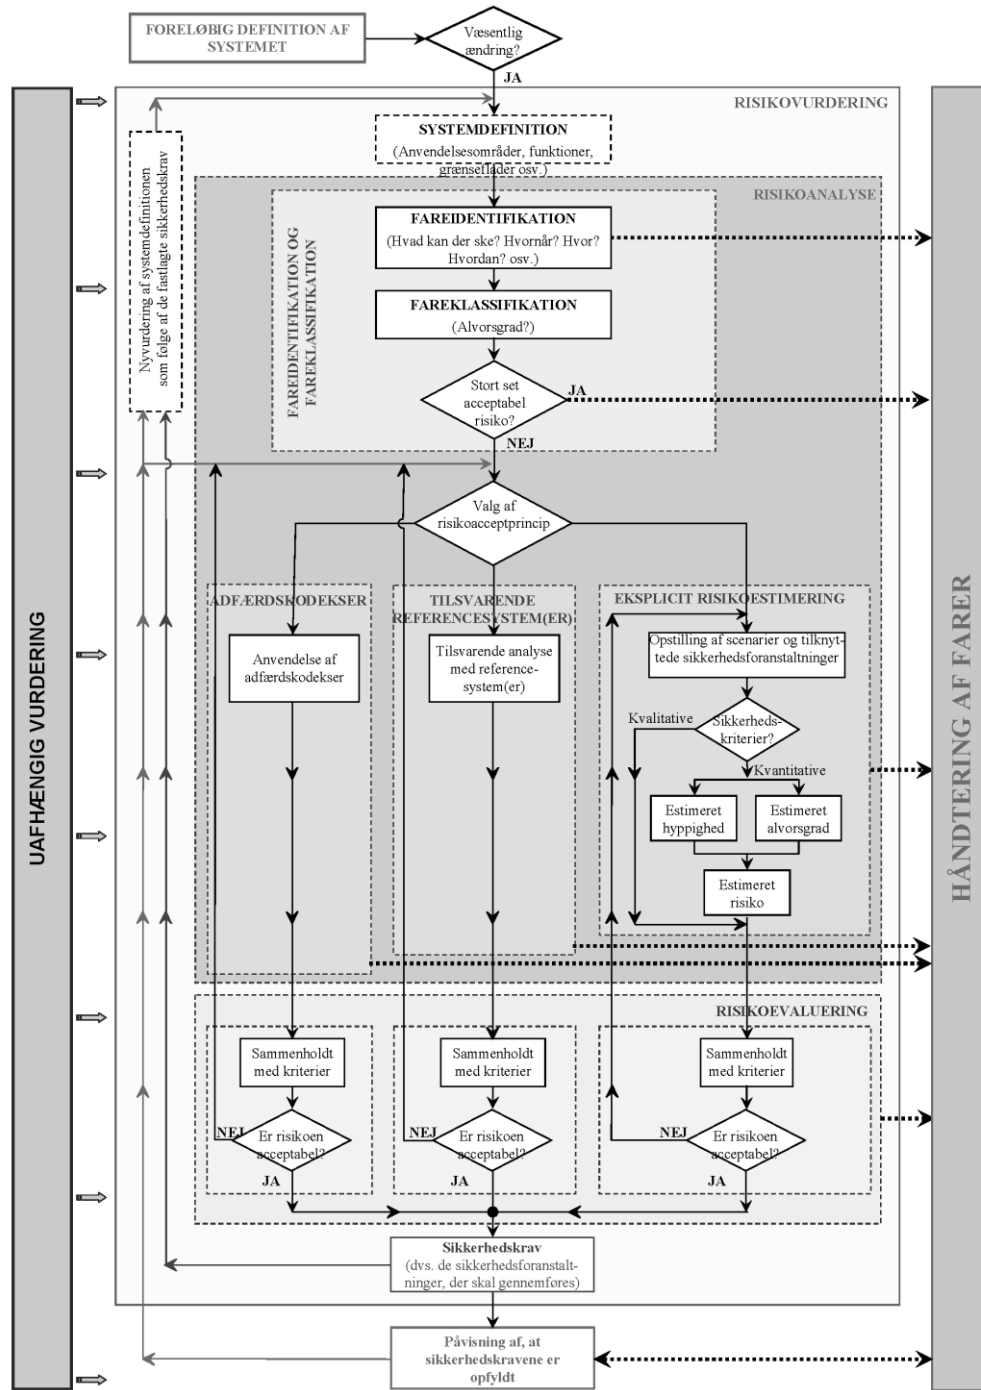 FORELØBIG DEFINITION AF
SYSTEMET
Væsentlig
ændring?
JA
RISIKOVURDERING
SYSTEMDEFINITION
(Anvendelsesområder, funktioner,
grænseflader osv.)
RISIKOANALYSE
FAREIDENTIFIKATION
(Hvad kan der ske? Hvornår? Hvor?
Hvordan? osv.)
FAREKLASSIFIKATION
(Alvorsgrad?)
Stort set
acceptabel
risiko?
JA
NEJ
FAREIDENTIFIKATION OG
FAREKLASSIFIKATION
Nyvurdering af systemdefinitionen
som følge af de fastlagte sikkerhedskrav
UAFHÆNGIG VURDERING
HÅNDTERING AF FARER
Valg af
risikoacceptprincip
ADFÆRDSKODEKSER
Anvendelse af
adfærdskodekser
TILSVARENDE
REFERENCESYSTEM(ER)
Tilsvarende analyse
med reference-
system(er)
EKSPLICIT RISIKOESTIMERING
Opstilling af scenarier og tilknyt-
tede sikkerhedsforanstaltninger
Kvalitative
Sikkerheds-
kriterier?
Kvantitative
Estimeret
hyppighed
Estimeret
alvorsgrad
Estimeret
risiko
RISIKOEVALUERING
Sammenholdt
med kriterier
NEJ
Er risikoen
acceptabel?
JA
Sammenholdt
med kriterier
NEJ
Er risikoen
acceptabel?
JA
Sammenholdt
med kriterier
NEJ
Er risikoen
acceptabel?
JA
Sikkerhedskrav
(dvs. de sikkerhedsforanstalt-
ninger, der skal gennemføres)
Påvisning af, at
sikkerhedskravene er
opfyldt